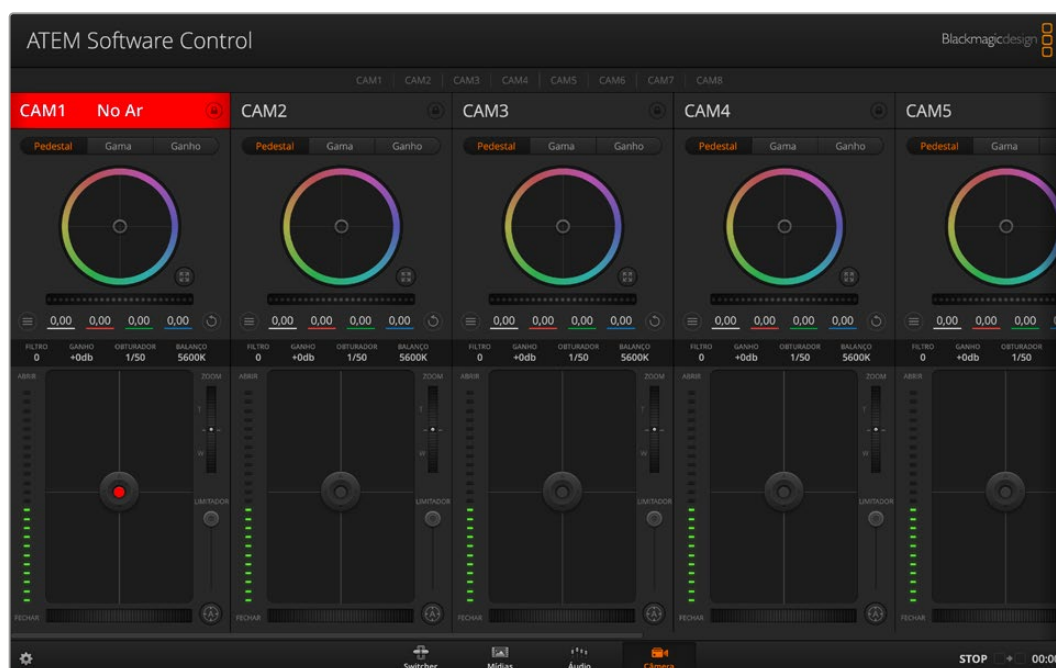 ATEM Software Control
Blackmagicdesign
CAM1 CAM2 CAM3 CAM4 CAM5 CAM6 CAM7 CAM8
CAM1 No Ar CAM2 CAM3 CAM4 CAM5
Pedestal Gama Ganho Pedestal Gama Ganho Pedestal Gama Ganho Pedestal Gama Ganho Pedestal Gama
0,00 0,00 0,00 0,00 0,00 0,00 0,00 0,00 0,00 0,00 0,00 0,00 0,00 0,00 0,00 0,00 0,00 0,00 0,00
FILTRO GANHO OBTURADOR BALANÇO FILTRO GANHO OBTURADOR BALANÇO FILTRO GANHO OBTURADOR BALANÇO FILTRO GANHO OBTURADOR BALANÇO FILTRO GANHO OBTURADOR
0 +0db 1/50 5600K 0 +0db 1/50 5600K 0 +0db 1/50 5600K 0 +0db 1/50 5600K 0 +0db 1/50
ABRIR ZOOM ABRIR ZOOM ABRIR ZOOM ABRIR ZOOM ABRIR
T T T T
W W W W
LIMITADOR LIMITADOR LIMITADOR LIMITADOR
FECHAR A FECHAR A FECHAR A FECHAR A FECHAR
Switcher Mídias Áudio Câmera
STOP